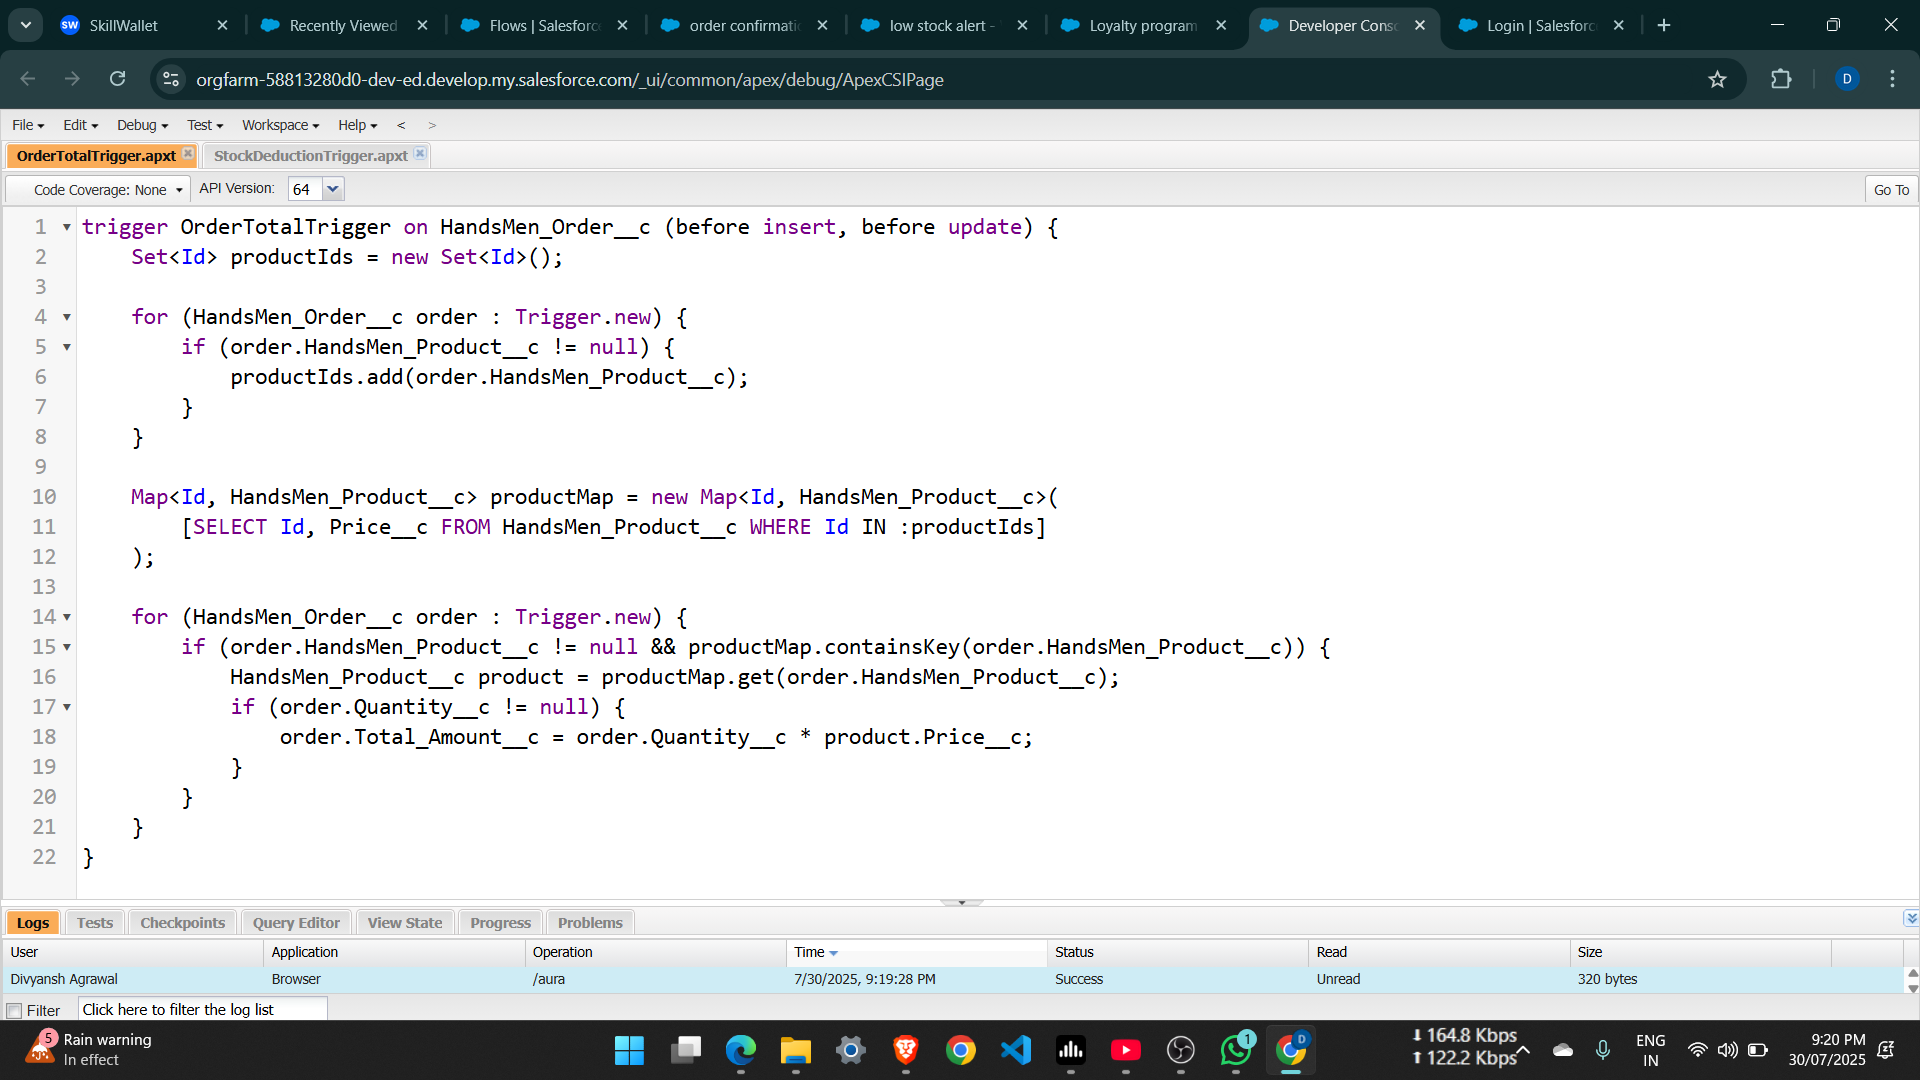 SW SkillWallet
Recently Viewed
Flows | Salesforc
order confirmatio
low stock alert -
Loyalty program
Developer Conso
Login | Salesforc
orgfarm-58813280d0-dev-ed.develop.my.salesforce.com/_ui/common/apex/debug/ApexCSIPage
D
File Edit Debug Test Workspace Help < >
OrderTotalTrigger.apxt StockDeductionTrigger.apxt
Code Coverage: None API Version: 64 Go To
1 trigger OrderTotalTrigger on HandsMen_Order__c (before insert, before update) {
2     Set<Id> productIds = new Set<Id>();
3
4     for (HandsMen_Order__c order : Trigger.new) {
5         if (order.HandsMen_Product__c != null) {
6             productIds.add(order.HandsMen_Product__c);
7         }
8     }
9
10     Map<Id, HandsMen_Product__c> productMap = new Map<Id, HandsMen_Product__c>(
11         [SELECT Id, Price__c FROM HandsMen_Product__c WHERE Id IN :productIds]
12     );
13
14     for (HandsMen_Order__c order : Trigger.new) {
15         if (order.HandsMen_Product__c != null && productMap.containsKey(order.HandsMen_Product__c)) {
16             HandsMen_Product__c product = productMap.get(order.HandsMen_Product__c);
17             if (order.Quantity__c != null) {
18                 order.Total_Amount__c = order.Quantity__c * product.Price__c;
19             }
20         }
21     }
22 }
Logs Tests Checkpoints Query Editor View State Progress Problems
User Application Operation Time Status Read Size
Divyansh Agrawal Browser /aura 7/30/2025, 9:19:28 PM Success Unread 320 bytes
Filter Click here to filter the log list
5 Rain warning
In effect
1
D
164.8 Kbps
122.2 Kbps
ENG
IN
9:20 PM
30/07/2025